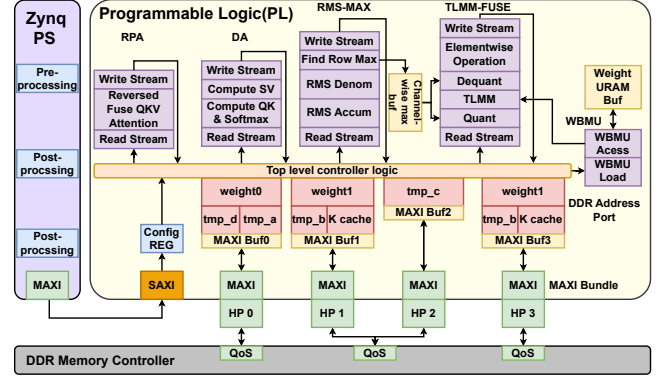 Zynq
PS
Pre-
processing
Post-
procssing
Post-
procssing
MAXI
Programmable Logic(PL)
RPA
Write Stream
Reversed
Fuse QKV
Attention
Read Stream
DA
Write Stream
Compute SV
Compute QK
& Softmax
Read Stream
RMS-MAX
Write Stream
Find Row Max
RMS Denom
RMS Accum
Read Stream
Channel-
wise max
buf
TLMM-FUSE
Write Stream
Elementwise
Operation
Dequant
TLMM
Quant
Read Stream
Weight
URAM
Buf
WBMU
WBMU
Acess
WBMU
Load
Top level controller logic
DDR Address
Port
Config
REG
SAXI
weight0
tmp_d tmp_a
MAXI Buf0
weight1
tmp_b K cache
MAXI Buf1
tmp_c
MAXI Buf2
weight1
tmp_b K cache
MAXI Buf3
MAXI
HP 0
MAXI
HP 1
MAXI
HP 2
MAXI
HP 3
MAXI Bundle
DDR Memory Controller
QoS
QoS
QoS